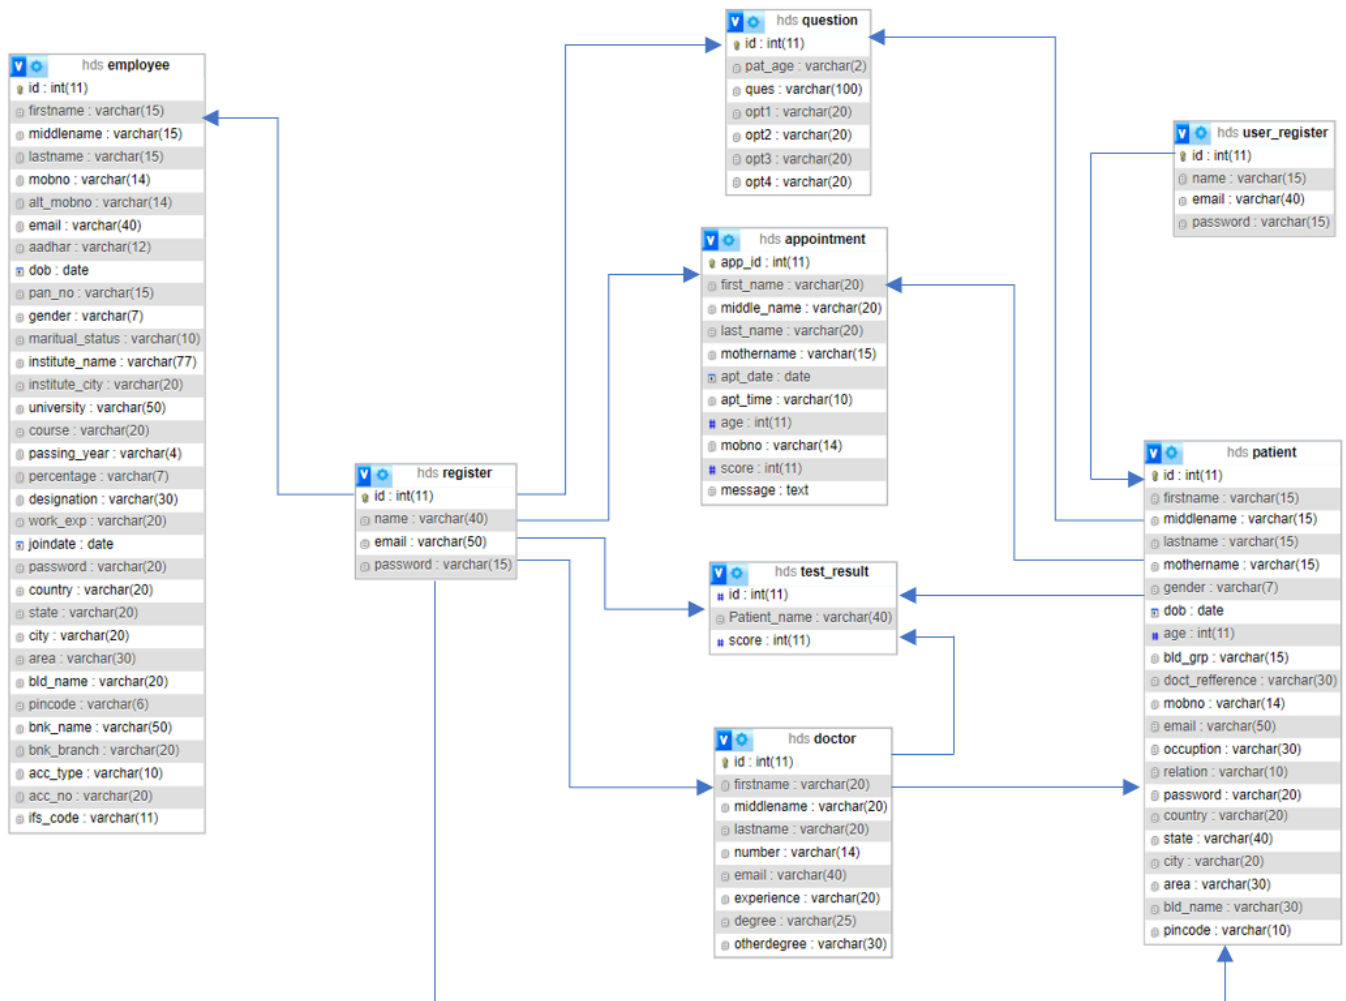 hds employee
id : int(11)
firstname : varchar(15)
middlename : varchar(15)
lastname : varchar(15)
mobno : varchar(14)
alt_mobno : varchar(14)
email : varchar(40)
aadhar : varchar(12)
dob : date
pan_no : varchar(15)
gender : varchar(7)
maritual_status : varchar(10)
institute_name : varchar(77)
institute_city : varchar(20)
university : varchar(50)
course : varchar(20)
passing_year : varchar(4)
percentage : varchar(7)
designation : varchar(30)
work_exp : varchar(20)
joindate : date
password : varchar(20)
country : varchar(20)
state : varchar(20)
city : varchar(20)
area : varchar(30)
bld_name : varchar(20)
pincode : varchar(6)
bnk_name : varchar(50)
bnk_branch : varchar(20)
acc_type : varchar(10)
acc_no : varchar(20)
ifs_code : varchar(11)
hds register
id : int(11)
name : varchar(40)
email : varchar(50)
password : varchar(15)
hds question
id : int(11)
pat_age : varchar(2)
ques : varchar(100)
opt1 : varchar(20)
opt2 : varchar(20)
opt3 : varchar(20)
opt4 : varchar(20)
hds appointment
app_id : int(11)
first_name : varchar(20)
middle_name : varchar(20)
last_name : varchar(20)
mothername : varchar(15)
apt_date : date
apt_time : varchar(10)
# age : int(11)
mobno : varchar(14)
# score : int(11)
message : text
hds test_result
# id : int(11)
Patient_name : varchar(40)
# score : int(11)
hds doctor
id : int(11)
firstname : varchar(20)
middlename : varchar(20)
lastname : varchar(20)
number : varchar(14)
email : varchar(40)
experience : varchar(20)
degree : varchar(25)
otherdegree : varchar(30)
hds user_register
id : int(11)
name : varchar(15)
email : varchar(40)
password : varchar(15)
hds patient
id : int(11)
firstname : varchar(15)
middlename : varchar(15)
lastname : varchar(15)
mothername : varchar(15)
gender : varchar(7)
dob : date
# age : int(11)
bld_grp : varchar(15)
doct_refference : varchar(30)
mobno : varchar(14)
email : varchar(50)
occuption : varchar(30)
relation : varchar(10)
password : varchar(20)
country : varchar(20)
state : varchar(40)
city : varchar(20)
area : varchar(30)
bld_name : varchar(30)
pincode : varchar(10)